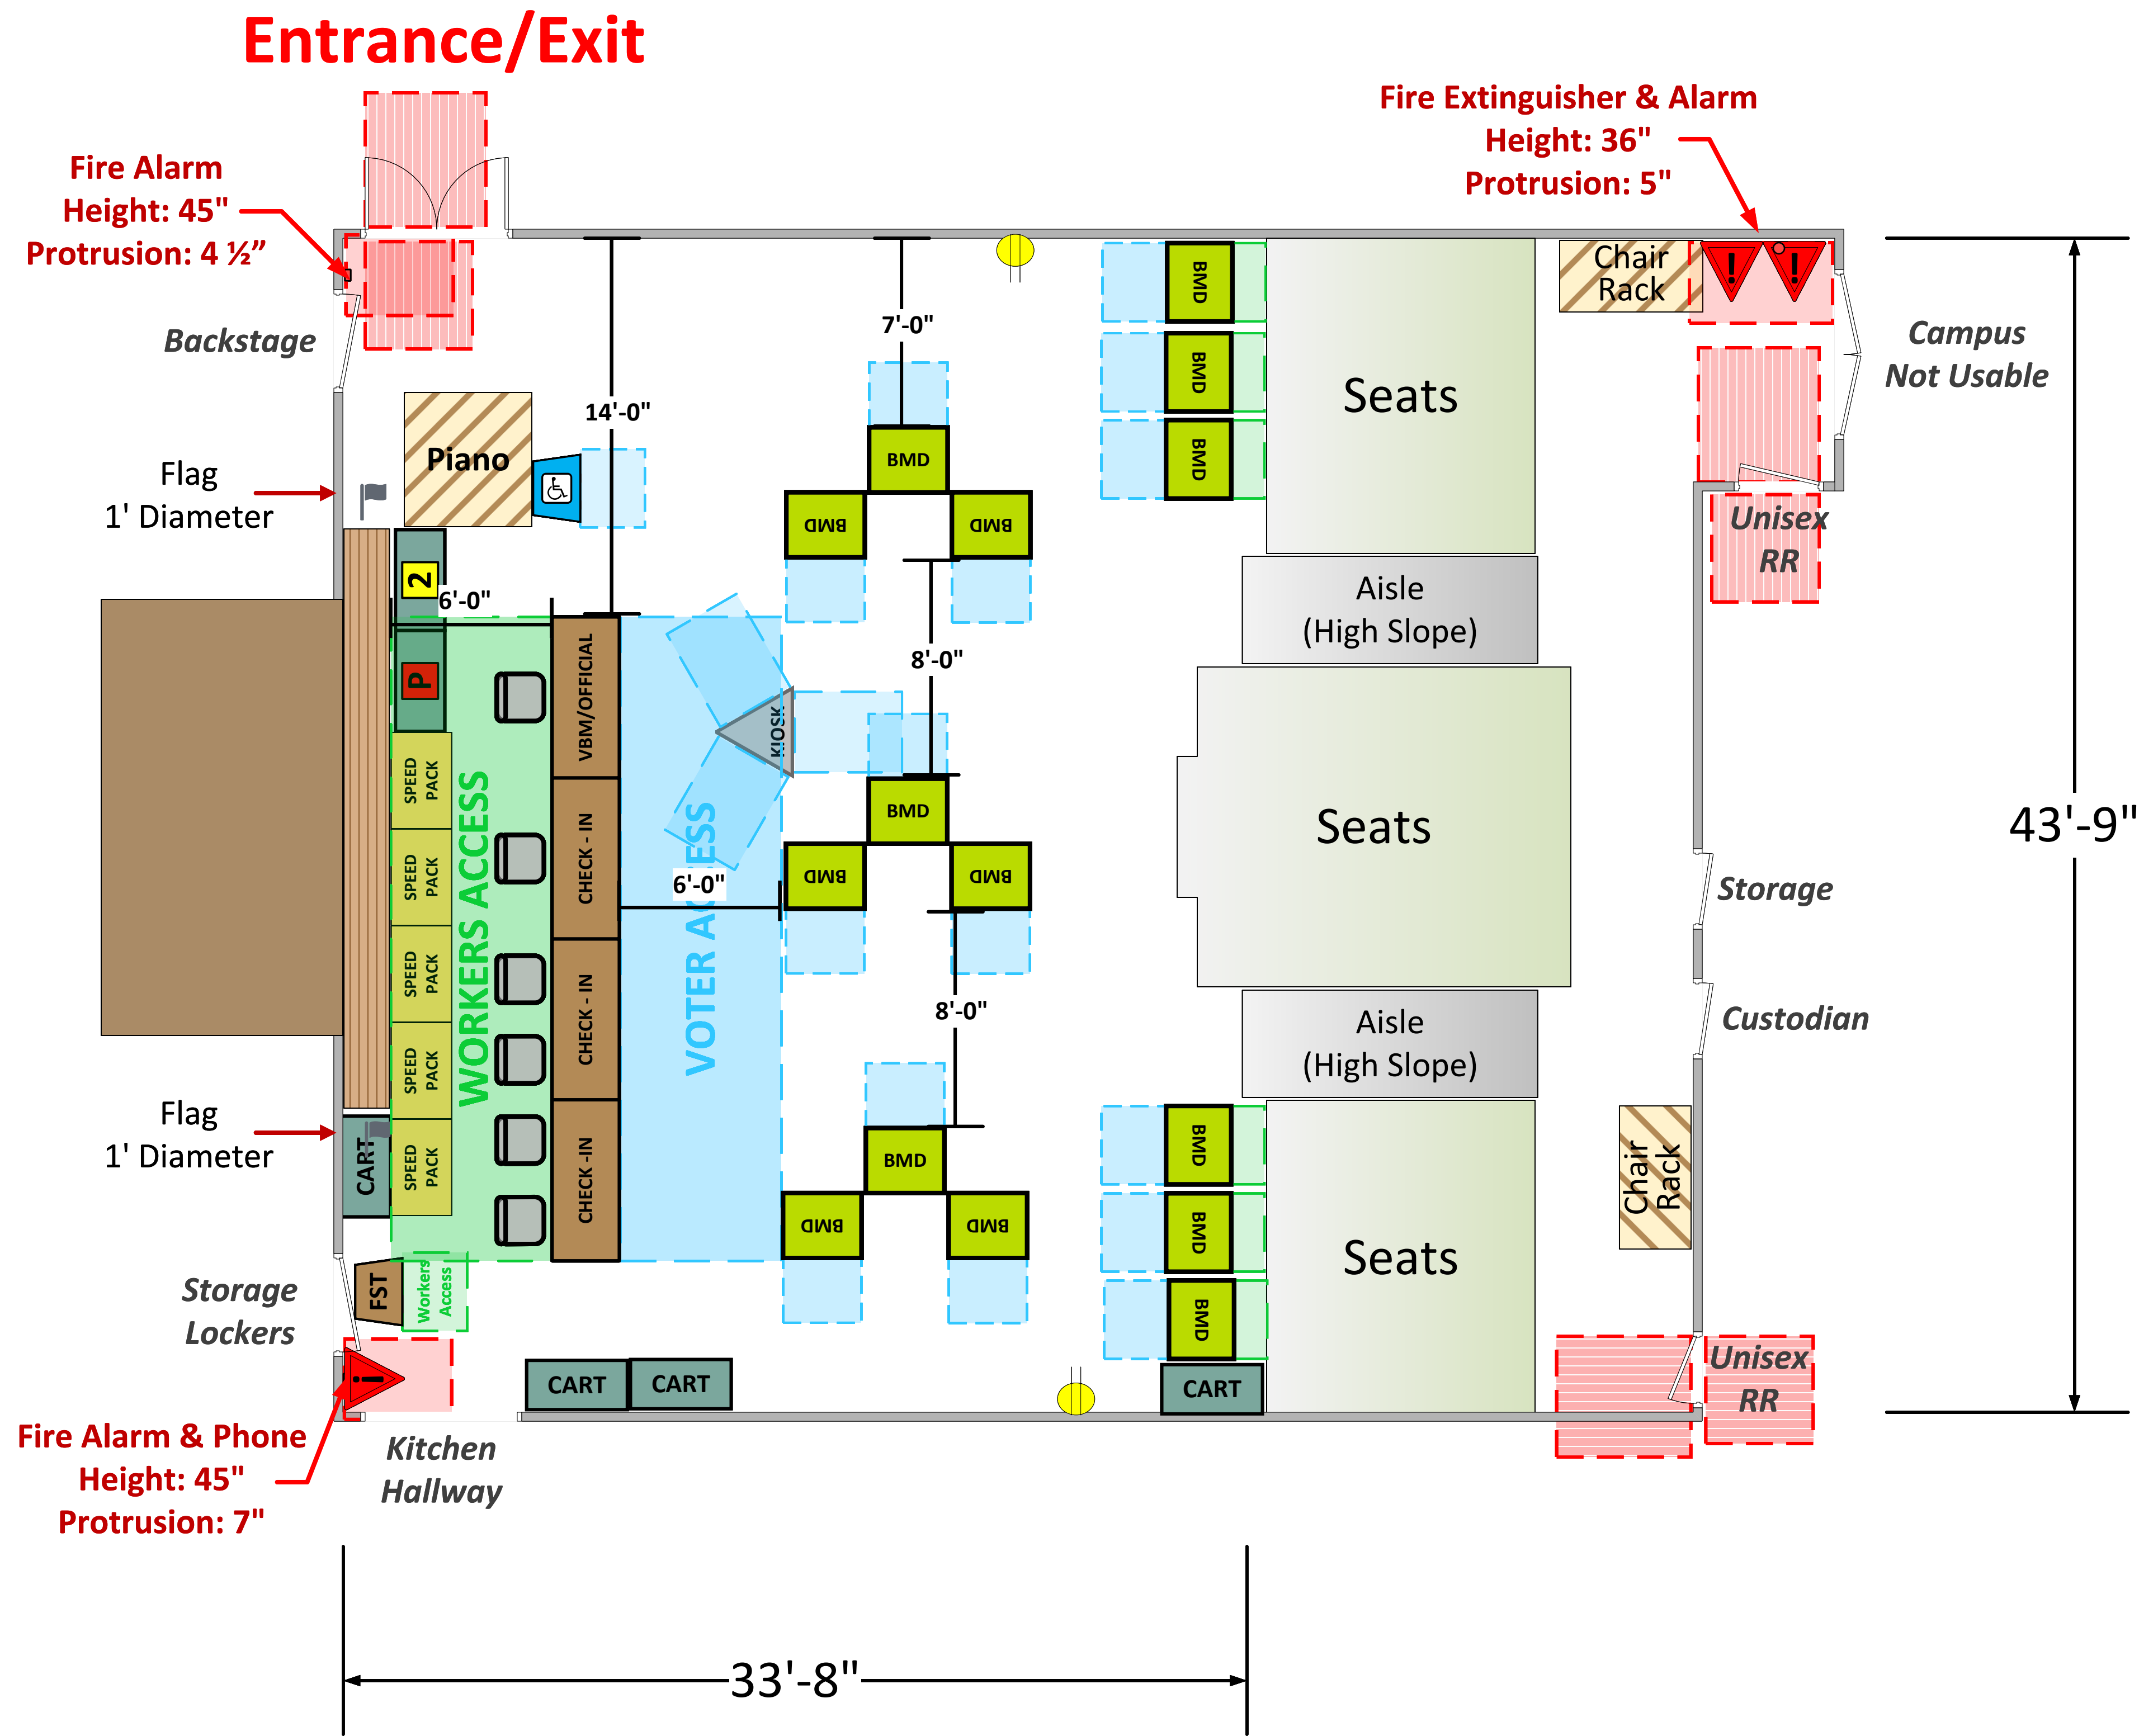 Entrance/Exit
Fire Extinguisher & Alarm
Height: 36"
Protrusion: 5"
Fire Alarm
Height: 45"
Protrusion: 4 ½”
Chair
Rack
!
!
Backstage
Campus
Not Usable
7'-0"
14'-0"
BMD
BMD
BMD
Seats
Piano
Flag
1' Diameter
BMD
BMD
BMD
Unisex
RR
2
6'-0"
P
Aisle
(High Slope)
8'-0"
VBM/OFFICIAL
KIOSK
SPEED
PACK
SPEED
PACK
SPEED
PACK
SPEED
PACK
SPEED
PACK
WORKERS ACCESS
CHECK - IN
CHECK - IN
CHECK -IN
VOTER ACCESS
6'-0"
BMD
BMD
BMD
Seats
43'-9"
Storage
Custodian
8'-0"
Aisle
(High Slope)
Flag
1' Diameter
CART
BMD
BMD
BMD
BMD
BMD
BMD
Seats
Chair
Rack
Storage
Lockers
FST
Workers
Access
!
CART
CART
CART
Unisex
RR
Fire Alarm & Phone
Height: 45"
Protrusion: 7"
Kitchen
Hallway
33'-8"